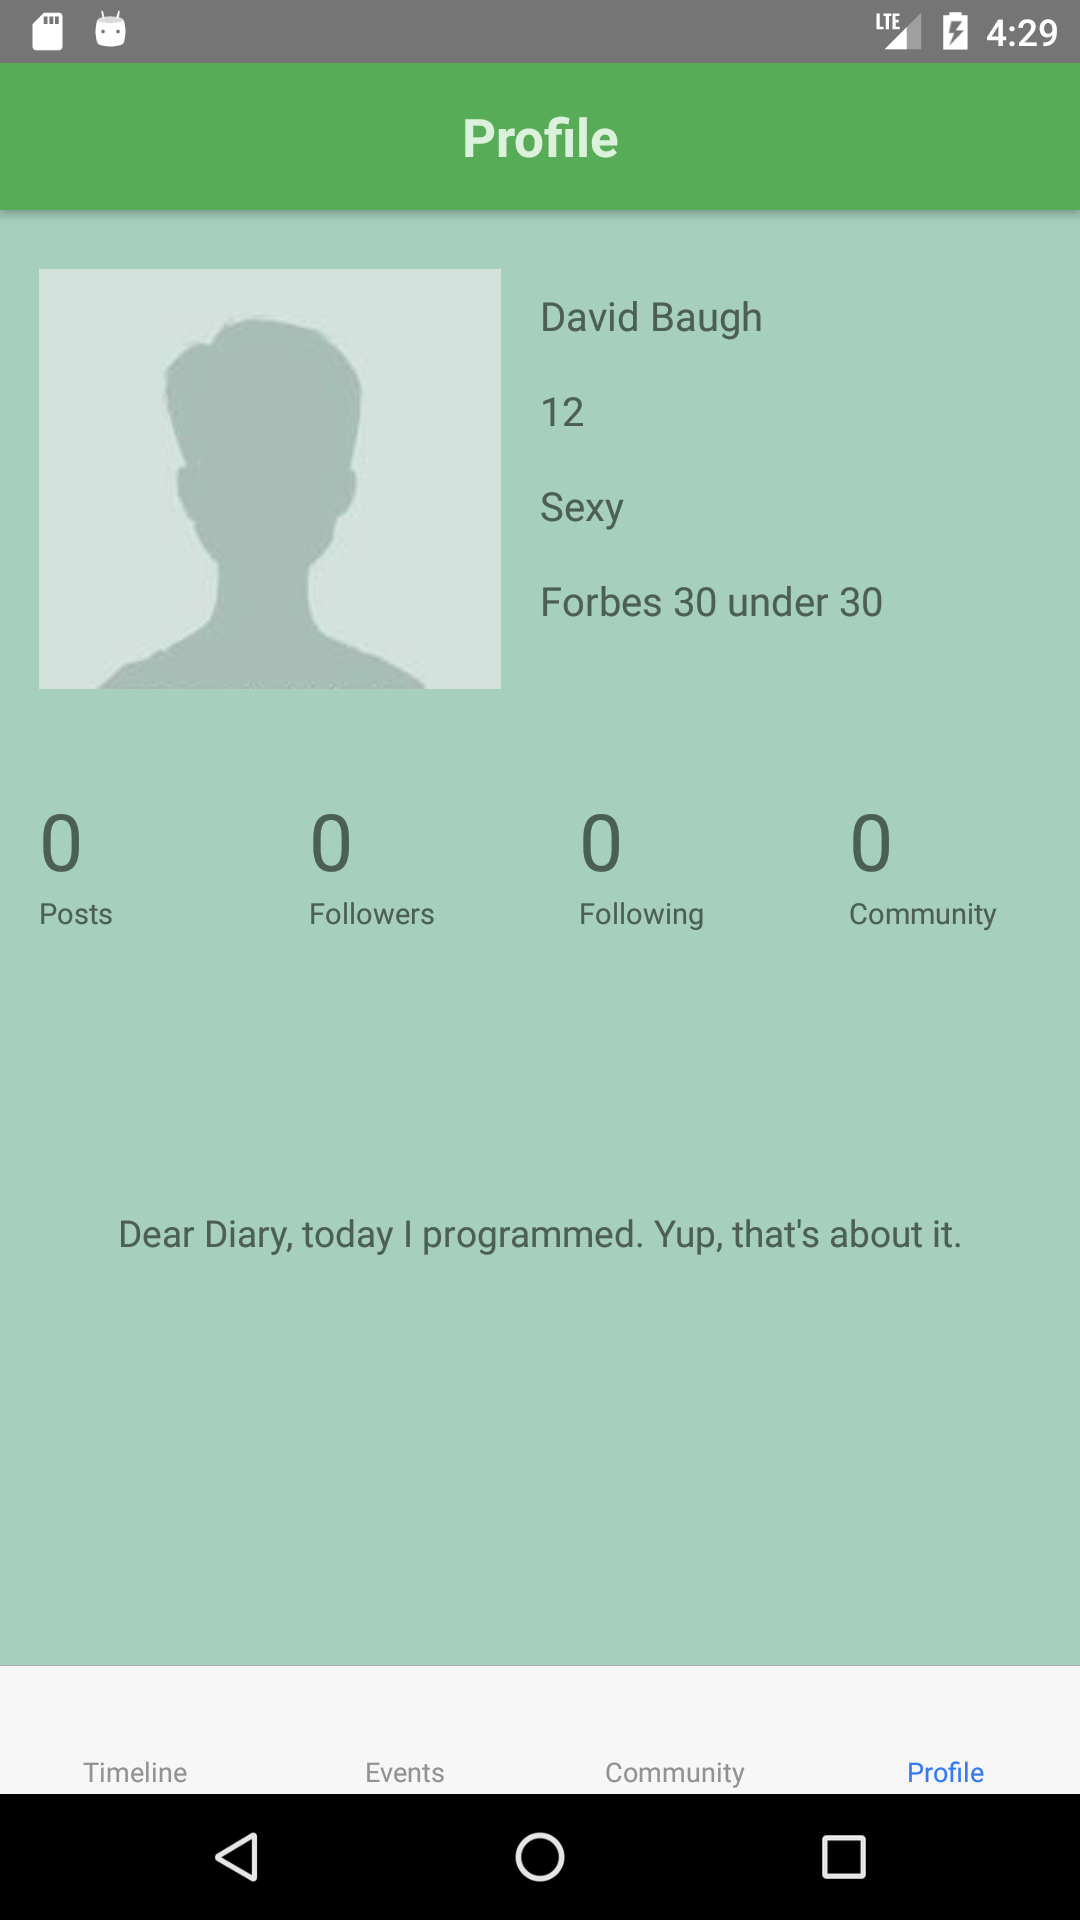 LTE 4:29
Profile
David Baugh
12
Sexy
Forbes 30 under 30
0 0 0 0
Posts Followers Following Community
Dear Diary, today I programmed. Yup, that's about it.
Timeline Events Community Profile